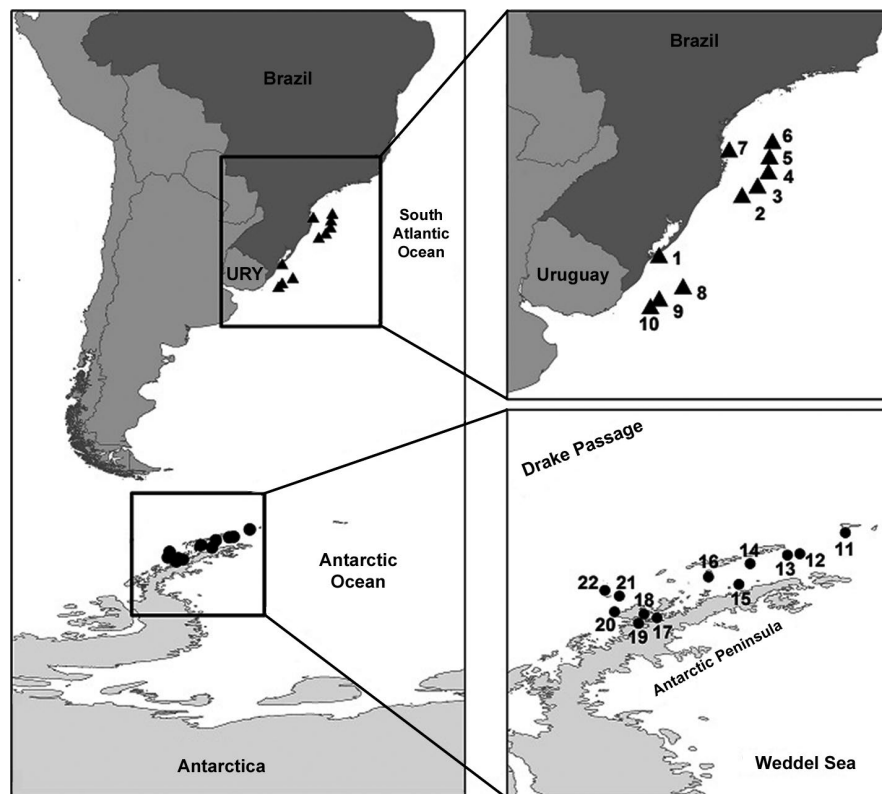 Brazil
South
Atlantic
Ocean
URY
Antarctic
Ocean
Antarctica
Brazil
7
6
5
4
3
2
1
Uruguay
8
9
10
Drake Passage
11
12
13
14
16
15
22
21
18
20
17
19
Antarctic Peninsula
Weddel Sea